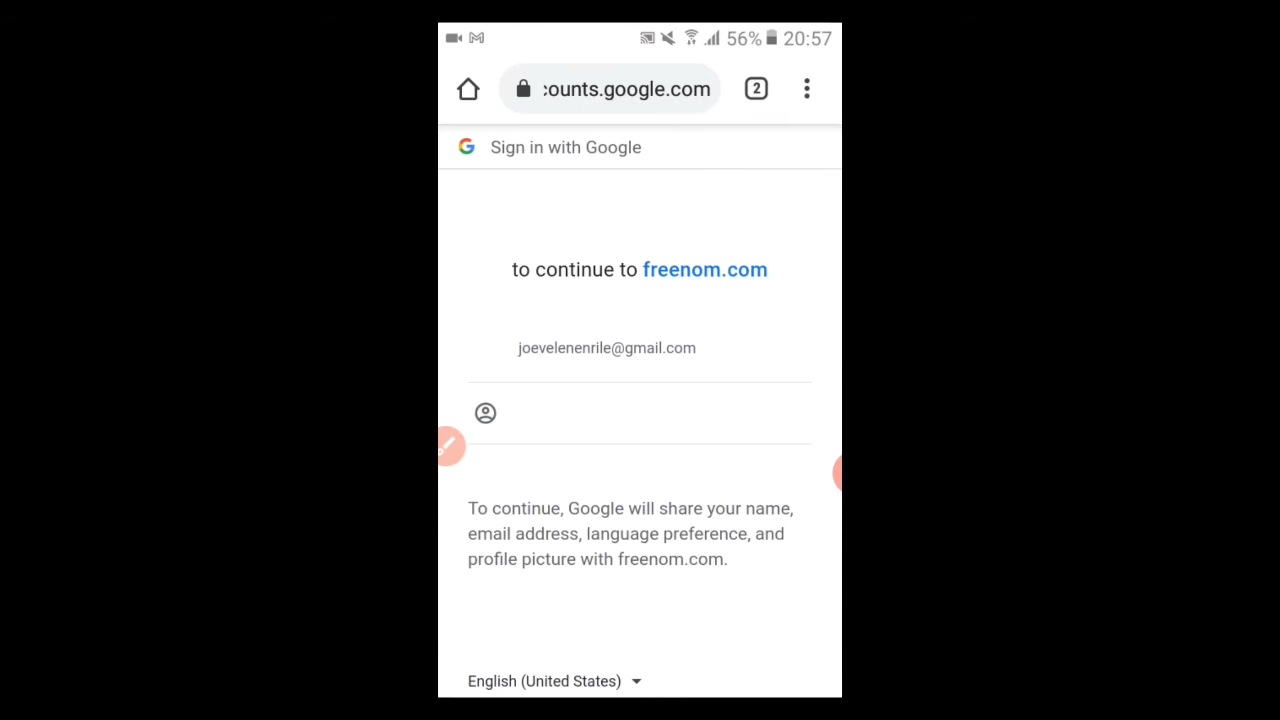 56% 20:57
:ounts.google.com 2
Sign in with Google
to continue to freenom.com
joevelenenrile@gmail.com
To continue, Google will share your name,
email address, language preference, and
profile picture with freenom.com.
English (United States)